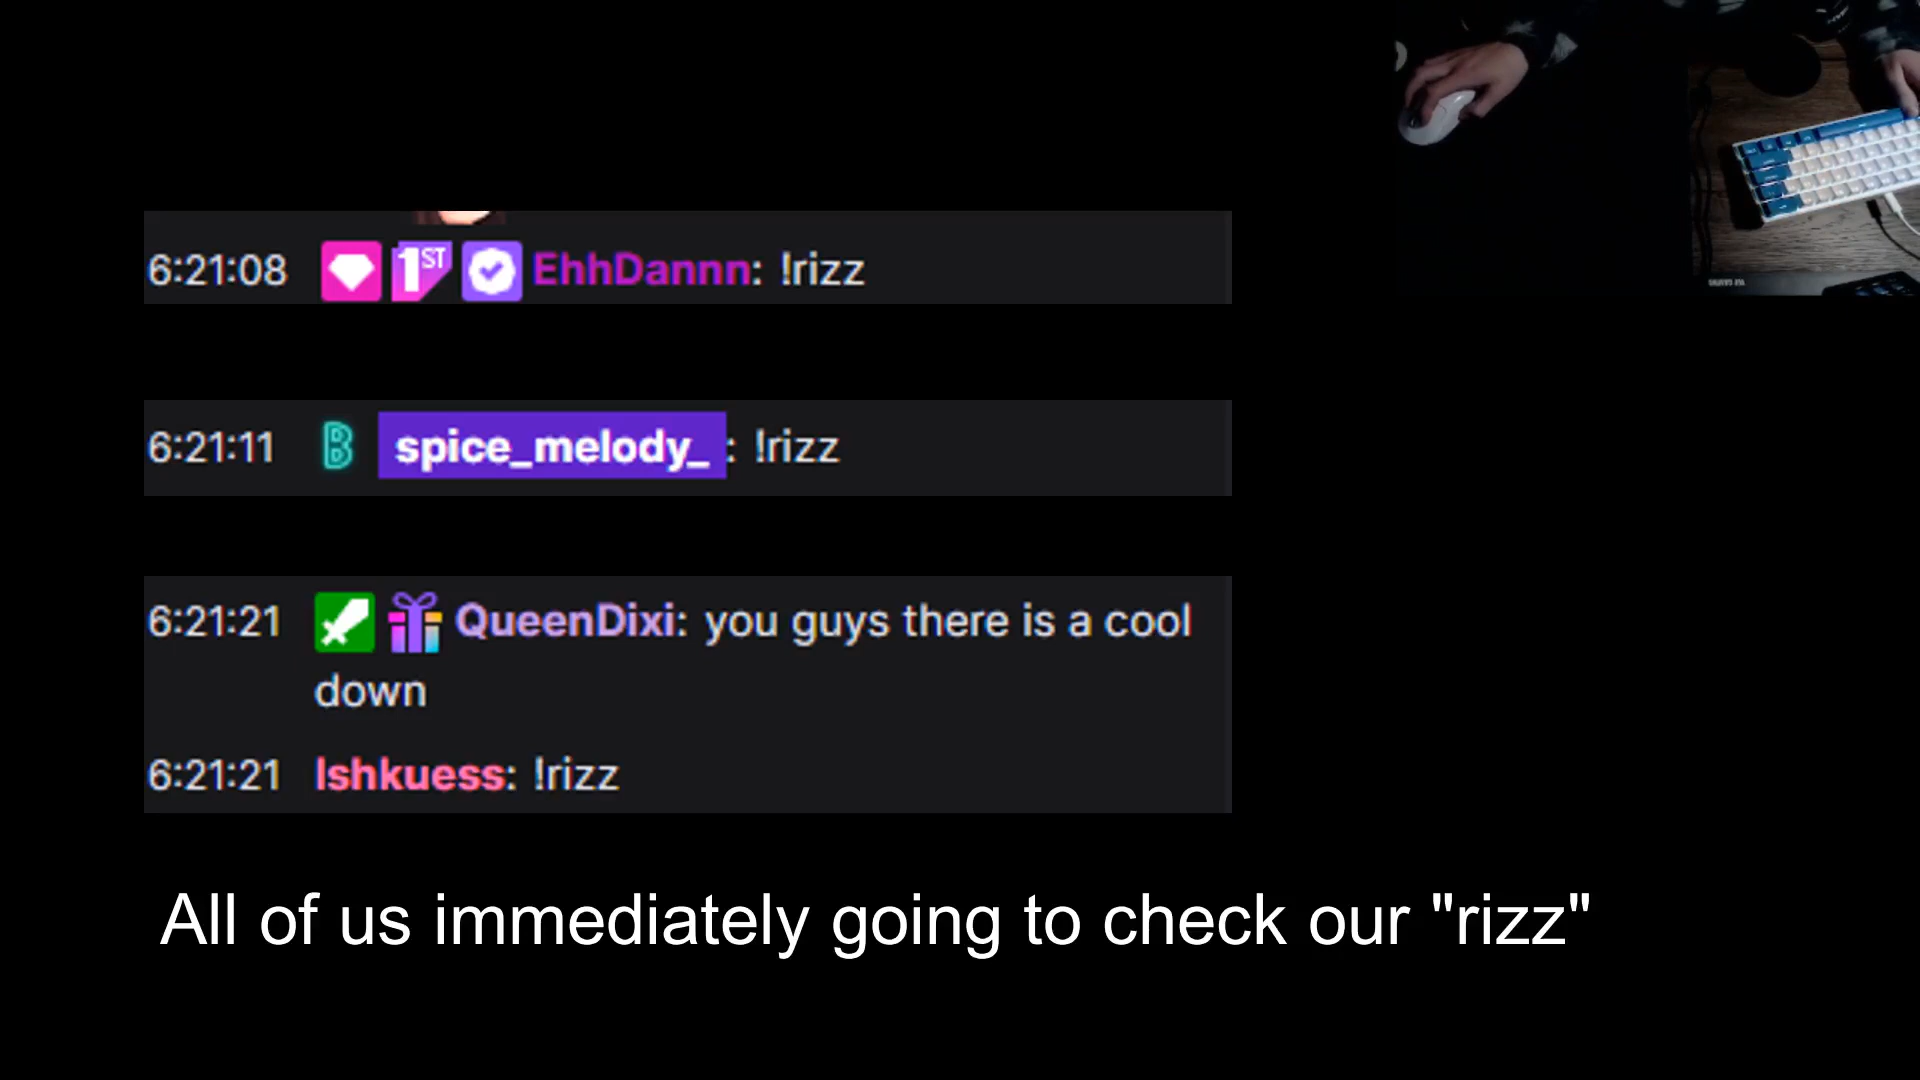 6:21:08 1ST EhhDannn: !rizz
6:21:11 B spice_melody_ : !rizz
6:21:21 QueenDixi: you guys there is a cool
down
6:21:21 Ishkuess: !rizz
All of us immediately going to check our "rizz"